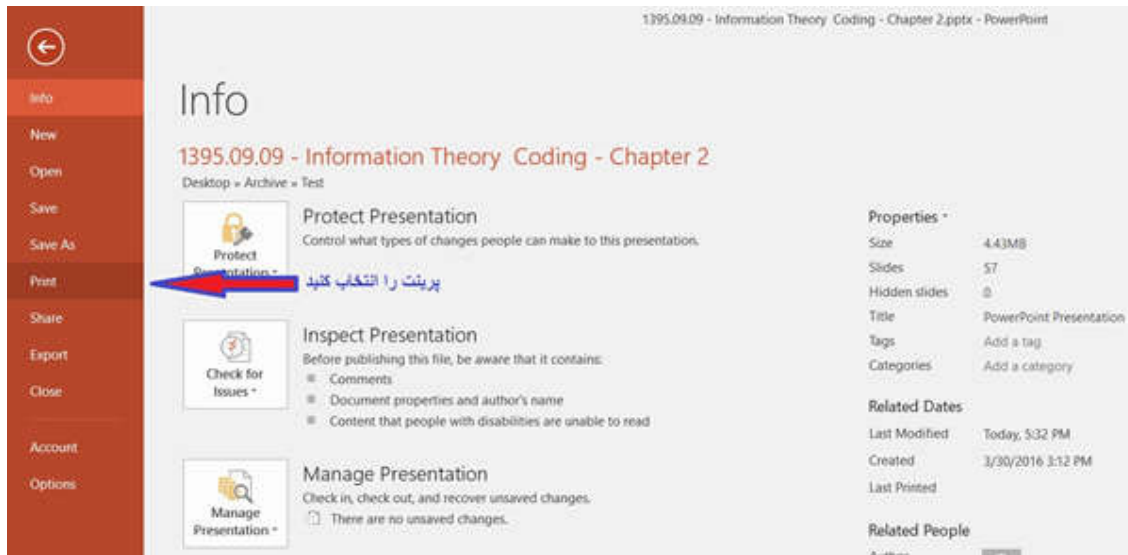 1395.09.09 - Information Theory Coding - Chapter 2.pptx - PowerPoint
Info
New
Open
Save
Save As
Print
Share
Export
Close
Account
Options
Info
1395.09.09 - Information Theory Coding - Chapter 2
Desktop » Archive » Test
Protect Presentation
Control what types of changes people can make to this presentation.
Protect
Presentation
پرینت را انتخاب کنید
Inspect Presentation
Before publishing this file, be aware that it contains:
Comments
Document properties and author's name
Content that people with disabilities are unable to read
Check for
Issues
Manage Presentation
Check in, check out, and recover unsaved changes.
There are no unsaved changes.
Manage
Presentation
Properties
Size 4.43MB
Slides 57
Hidden slides 0
Title PowerPoint Presentation
Tags Add a tag
Categories Add a category
Related Dates
Last Modified Today, 5:32 PM
Created 3/30/2016 3:12 PM
Last Printed
Related People